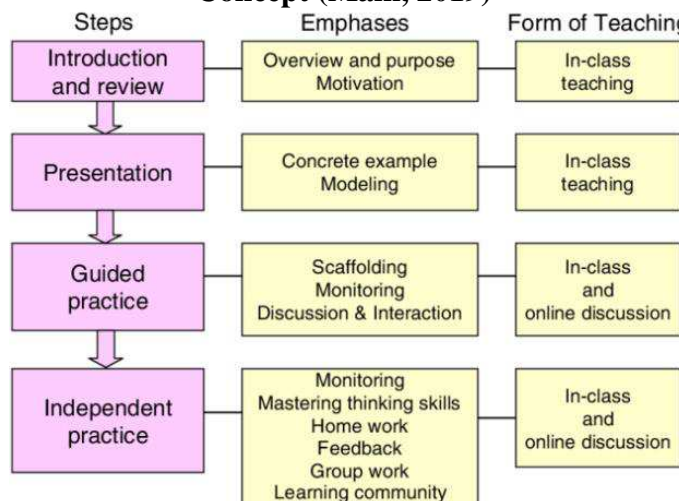 Concept 2019)
Steps
Emphases
Form of Teaching
Introduction
and review
Overview and purpose
Motivation
In-class
teaching
Presentation
Concrete example
Modeling
In-class
teaching
Guided
practice
Scaffolding
Monitoring
Discussion & Interaction
In-class
and
online discussion
Independent
practice
Monitoring
Mastering thinking skills
Home work
Feedback
Group work
Learning community
In-class
and
online discussion